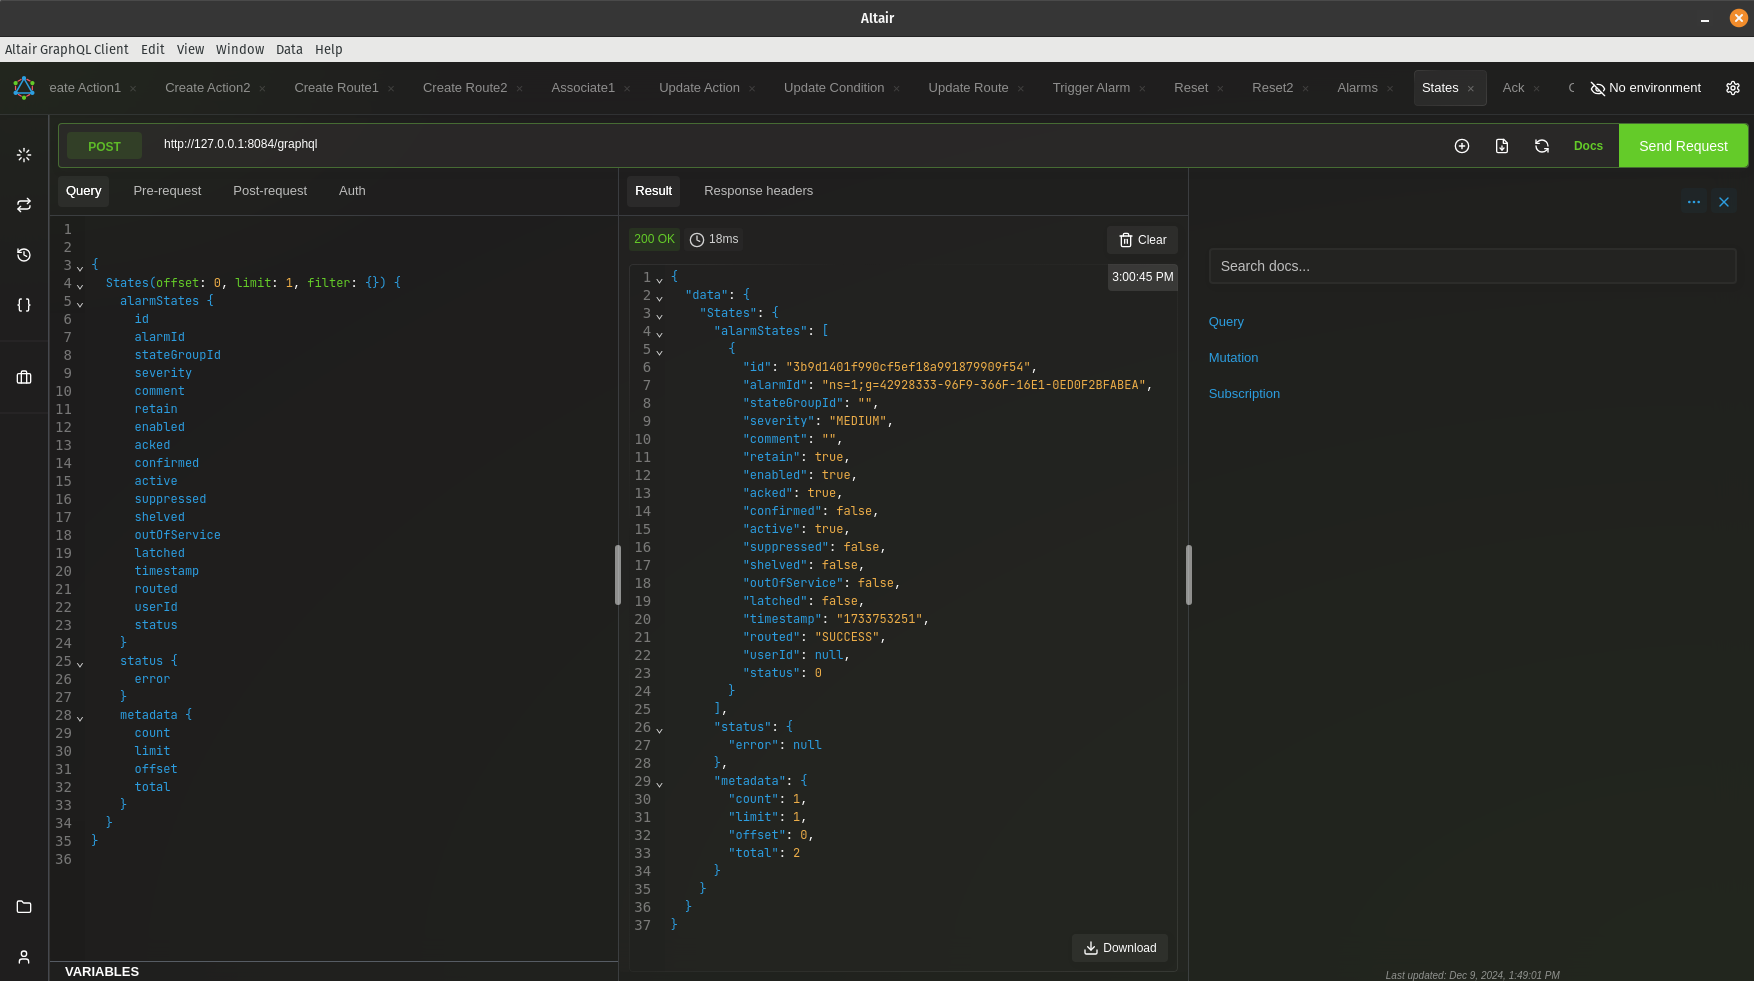 Altair
Altair GraphQL Client Edit View Window Data Help
eate Action1 × Create Action2 × Create Route1 × Create Route2 × Associate1 × Update Action × Update Condition × Update Route × Trigger Alarm × Reset × Reset2 × Alarms × States × Ack × No environment
POST http://127.0.0.1:8084/graphql Docs Send Request
Query Pre-request Post-request Auth
1
2
3 {
4 States(offset: 0, limit: 1, filter: {}) {
5 alarmStates {
6 id
7 alarmId
8 stateGroupId
9 severity
10 comment
11 retain
12 enabled
13 acked
14 confirmed
15 active
16 suppressed
17 shelved
18 outOfService
19 latched
20 timestamp
21 routed
22 userId
23 status
24 }
25 status {
26 error
27 }
28 metadata {
29 count
30 limit
31 offset
32 total
33 }
34 }
35 }
36
VARIABLES
Result Response headers
200 OK 18ms Clear
3:00:45 PM
1 {
2 "data": {
3 "States": {
4 "alarmStates": [
5 {
6 "id": "3b9d1401f990cf5ef18a991879909f54",
7 "alarmId": "ns=1;g=42928333-96F9-366F-16E1-0ED0F2BFABEA",
8 "stateGroupId": "",
9 "severity": "MEDIUM",
10 "comment": "",
11 "retain": true,
12 "enabled": true,
13 "acked": true,
14 "confirmed": false,
15 "active": true,
16 "suppressed": false,
17 "shelved": false,
18 "outOfService": false,
19 "latched": false,
20 "timestamp": "1733753251",
21 "routed": "SUCCESS",
22 "userId": null,
23 "status": 0
24 }
25 ],
26 "status": {
27 "error": null
28 },
29 "metadata": {
30 "count": 1,
31 "limit": 1,
32 "offset": 0,
33 "total": 2
34 }
35 }
36 }
37 }
Download
Search docs...
Query
Mutation
Subscription
Last updated: Dec 9, 2024, 1:49:01 PM